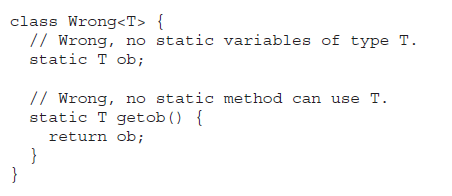 class Wrong<T> {
  // Wrong, no static variables of type T.
  static T ob;

  // Wrong, no static method can use T.
  static T getob() {
    return ob;
  }
}